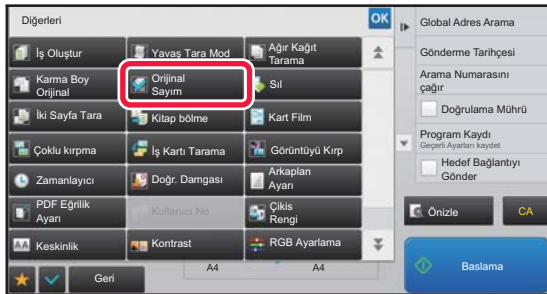 Diğerleri
OK
İş Oluştur
Yavaş Tara Mod
Ağır Kağıt
Tarama
Karma Boy
Orijinal
Orijinal
Sayım
Sil
İki Sayfa Tara
Kitap bölme
Kart Film
Çoklu kırpma
İş Kartı Tarama
Görüntüyü Kırp
Zamanlayıcı
Doğr. Damgası
Arkaplan
Ayarı
PDF Eğrilik
Ayarı
Kullanıcı No
Çikis
Rengi
AA
Keskinlik
Kontrast
RGB Ayarlama
Geri
A4
A4
Global Adres Arama
Gönderme Tarihçesi
Arama Numarasını
çağır
Doğrulama Mührü
Program Kaydı
Geçerli Ayarları kaydet
Hedef Bağlantıyı
Gönder
Önizle
CA
Baslama